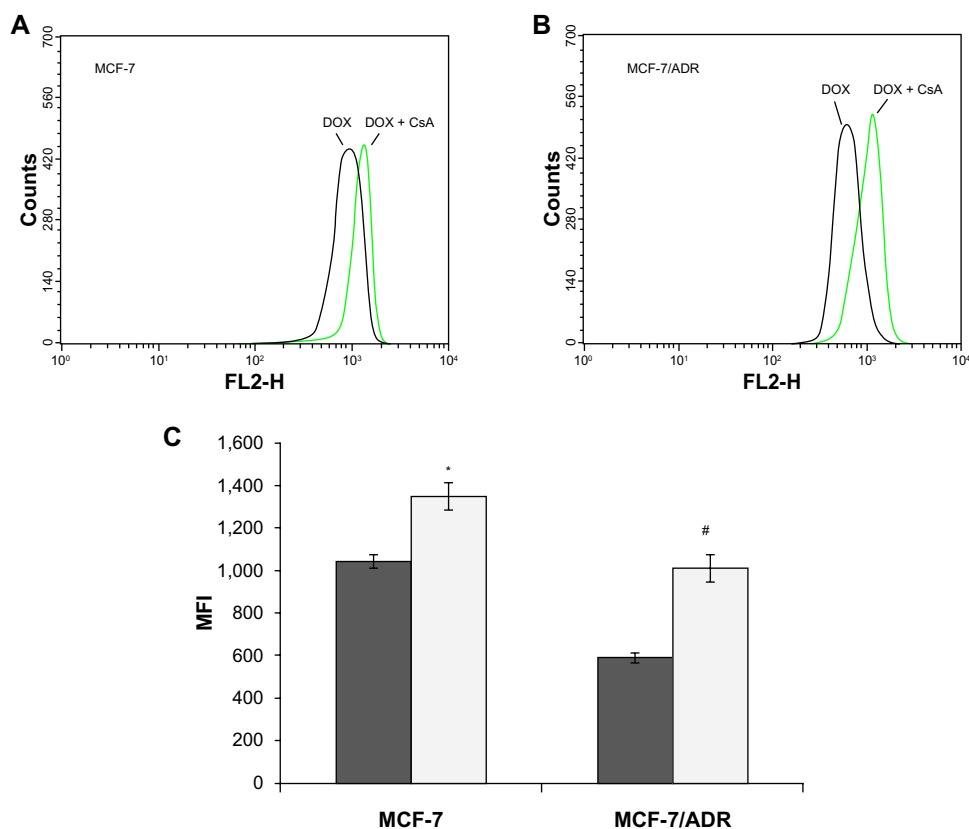 A
700
560
420
280
140
0
Counts
MCF-7
DOX
DOX + CsA
10⁰
10¹
10²
10³
10⁴
FL2-H
B
700
560
420
280
140
0
Counts
MCF-7/ADR
DOX
DOX + CsA
10⁰
10¹
10²
10³
10⁴
FL2-H
C
1,600
1,400
1,200
1,000
800
600
400
200
0
MFI
*
#
MCF-7
MCF-7/ADR